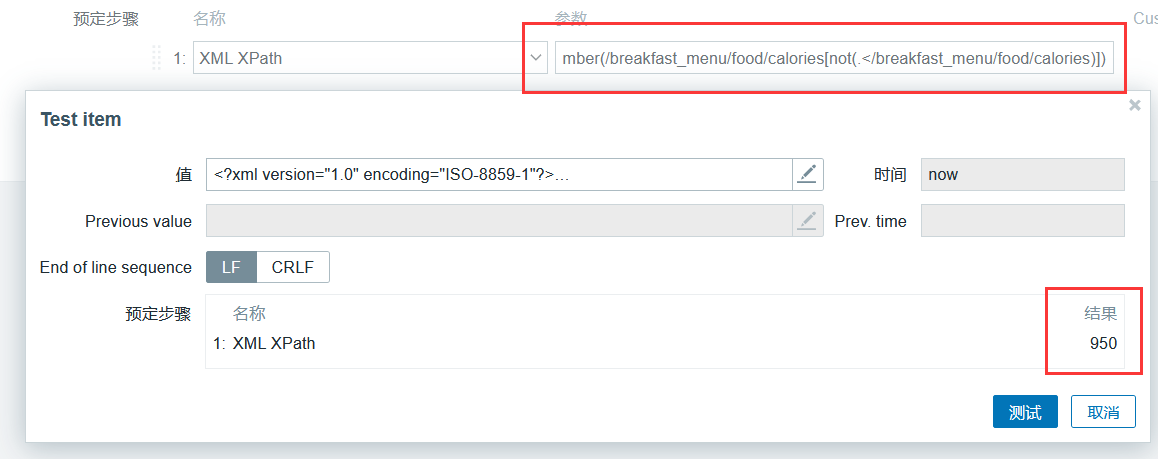 预定步骤 名称 参数 Cus
1: XML XPath mber(/breakfast_menu/food/calories[not(.</breakfast_menu/food/calories)])
Test item
值 <?xml version="1.0" encoding="ISO-8859-1"?>... 时间 now
Previous value Prev. time
End of line sequence LF CRLF
预定步骤 名称 结果
1: XML XPath 950
测试 取消